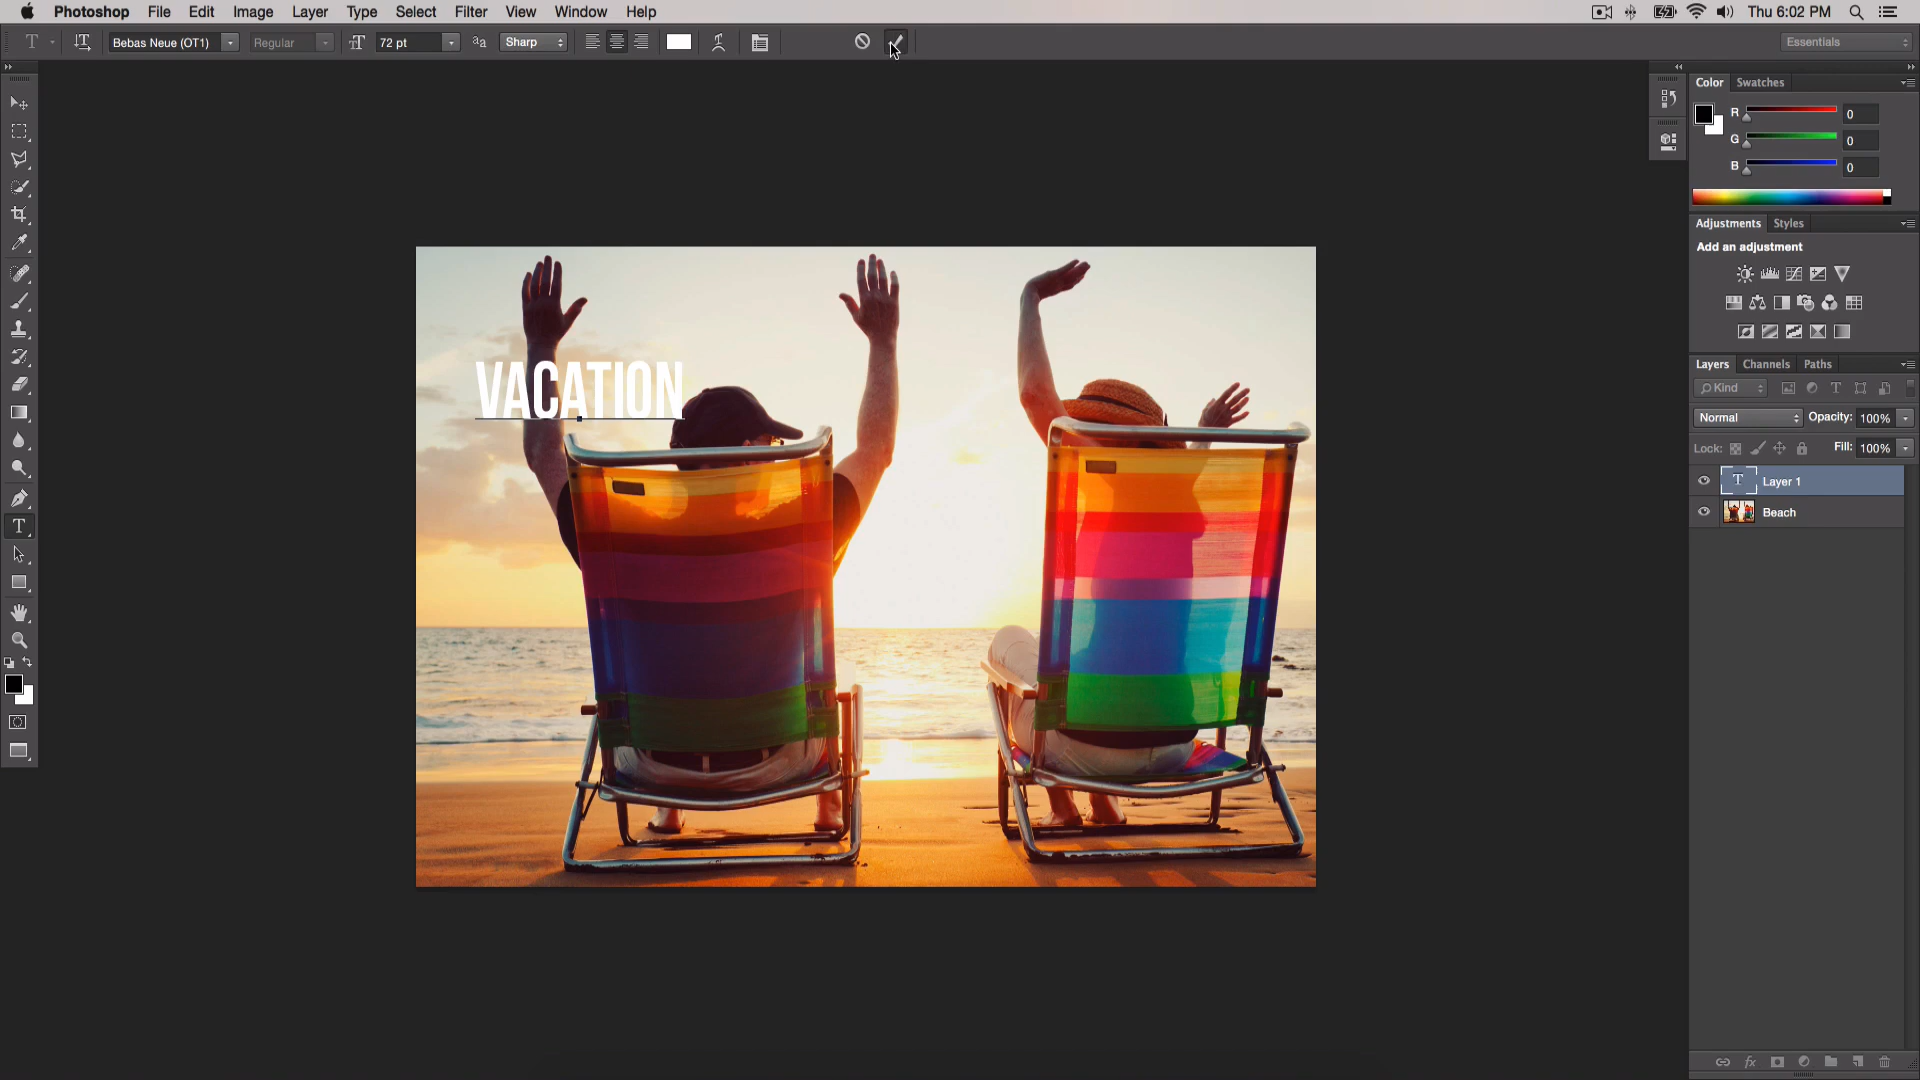 Photoshop File Edit Image Layer Type Select Filter View Window Help Thu 6:02 PM
T Bebas Neue (OT1) Regular 72 pt Sharp Essentials
Color Swatches
R 0
G 0
B 0
Adjustments Styles
Add an adjustment
Layers Channels Paths
Kind
Normal Opacity: 100%
Lock: Fill: 100%
T Layer 1
Beach
VACATION